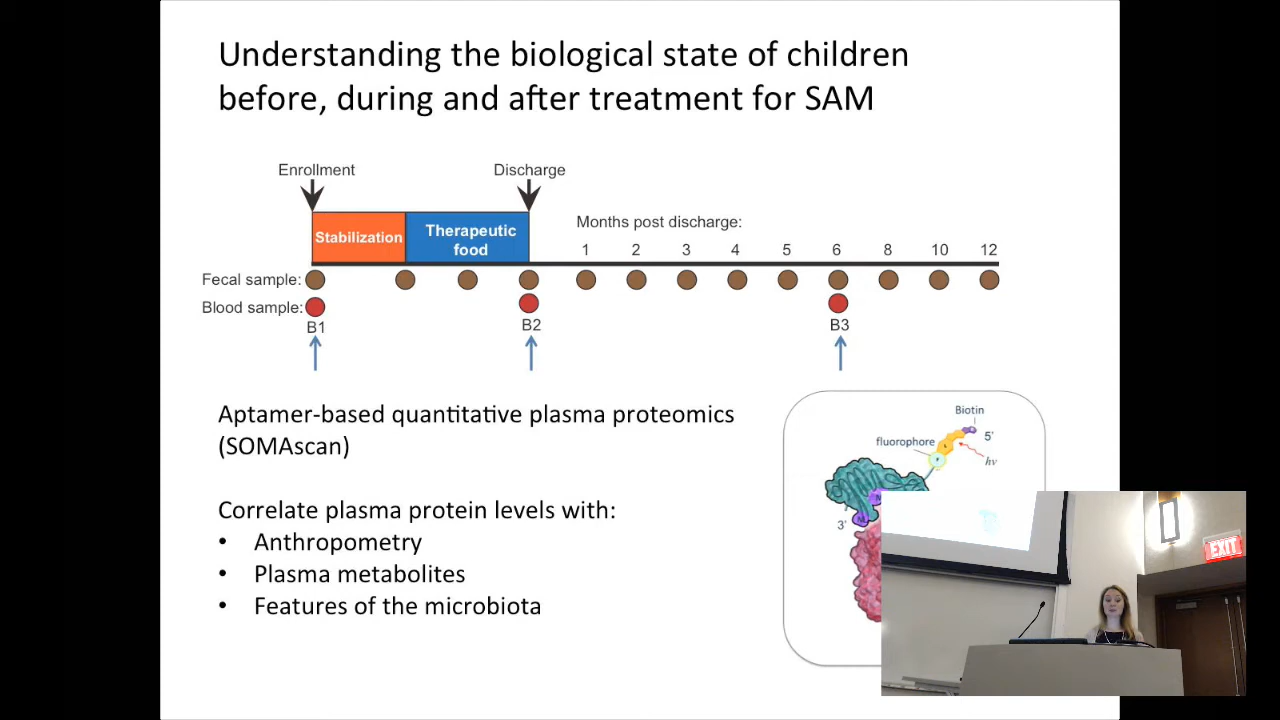 Understanding the biological state of children
before, during and after treatment for SAM
Enrollment
Discharge
Stabilization
Therapeutic
food
Months post discharge:
1 2 3 4 5 6 8 10 12
Fecal sample:
Blood sample:
B1 B2 B3
Aptamer-based quantitative plasma proteomics
(SOMAscan)
Correlate plasma protein levels with:
• Anthropometry
• Plasma metabolites
• Features of the microbiota
Biotin
5'
fluorophore
hν
3'
EXIT